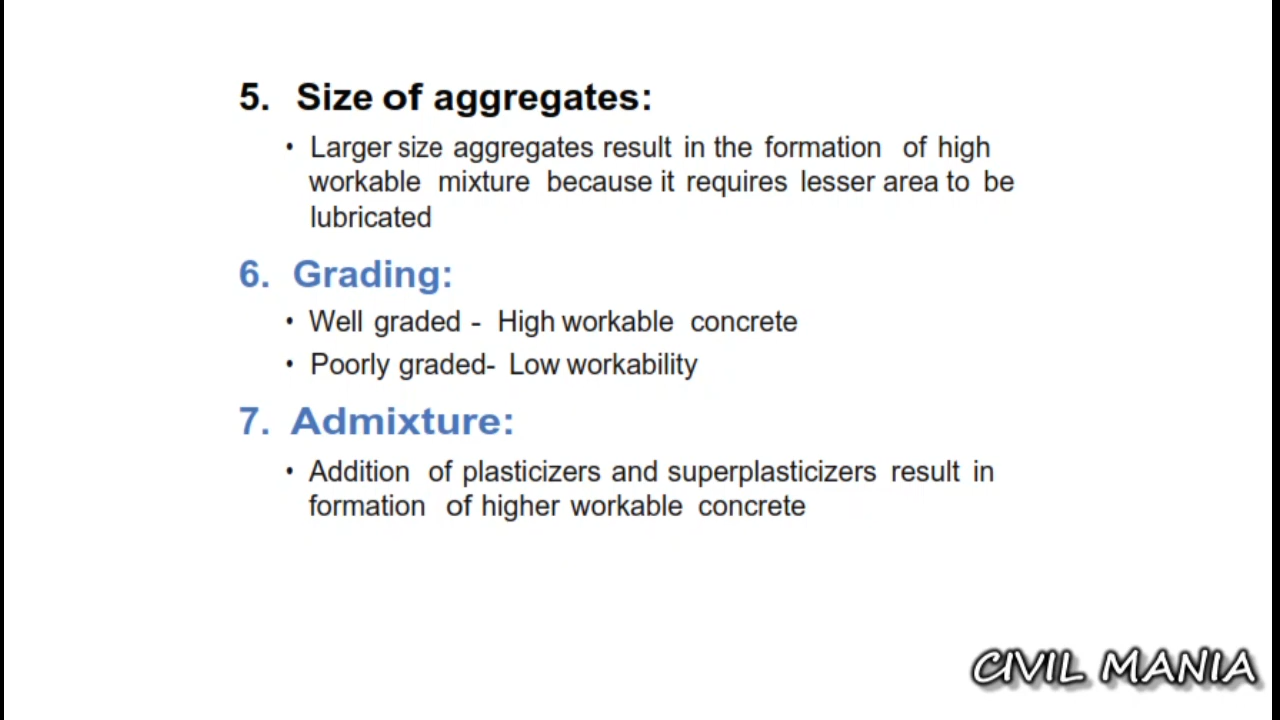 5. Size of aggregates:
• Larger size aggregates result in the formation of high
workable mixture because it requires lesser area to be
lubricated
6. Grading:
• Well graded - High workable concrete
• Poorly graded- Low workability
7. Admixture:
• Addition of plasticizers and superplasticizers result in
formation of higher workable concrete
CIVIL MANIA